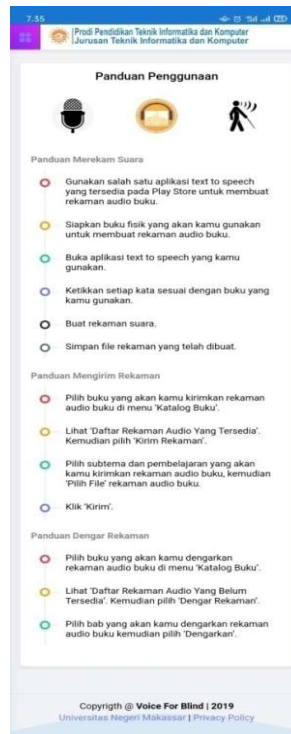 7.35
Prodi Pendidikan Teknik Informatika dan Komputer
Jurusan Teknik Informatika dan Komputer
Panduan Penggunaan
Panduan Merekam Suara
Gunakan salah satu aplikasi text to speech
yang tersedia pada Play Store untuk membuat
rekaman audio buku.
Siapkan buku fisik yang akan kamu gunakan
untuk membuat rekaman audio buku.
Buka aplikasi text to speech yang kamu
gunakan.
Ketikkan setiap kata sesuai dengan buku yang
kamu gunakan.
Buat rekaman suara.
Simpan file rekaman yang telah dibuat.
Panduan Mengirim Rekaman
Pilih buku yang akan kamu kirimkan rekaman
audio buku di menu 'Katalog Buku'.
Lihat 'Daftar Rekaman Audio Yang Tersedia'.
Kemudian pilih 'Kirim Rekaman'.
Pilih subtema dan pembelajaran yang akan
kamu kirimkan rekaman audio buku, kemudian
'Pilih File' rekaman audio buku.
Klik 'Kirim'.
Panduan Dengar Rekaman
Pilih buku yang akan kamu dengarkan
rekaman audio buku di menu 'Katalog Buku'.
Lihat 'Daftar Rekaman Audio Yang Belum
Tersedia'. Kemudian pilih 'Dengar Rekaman'.
Pilih bab yang akan kamu dengarkan rekaman
audio buku kemudian pilih 'Dengarkan'.
Copyrigth @ Voice For Blind | 2019
Universitas Negeri Makassar | Privacy Policy